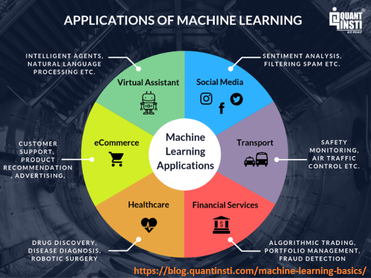 APPLICATIONS OF MACHINE LEARNING
QUANT
INSTI
INTELLIGENT AGENTS,
NATURAL LANGUAGE
PROCESSING ETC.
SENTIMENT ANALYSIS,
FILTERING SPAM ETC.
Virtual Assistant
Social Media
eCommerce
Machine
Learning
Applications
Transport
CUSTOMER
SUPPORT,
PRODUCT
RECOMMENDATION
, ADVERTISING,
SAFETY
MONITORING,
AIR TRAFFIC
CONTROL ETC.
Healthcare
Financial Services
DRUG DISCOVERY,
DISEASE DIAGNOSIS,
ROBOTIC SURGERY
ALGORITHMIC TRADING,
PORTFOLIO MANAGEMENT,
FRAUD DETECTION
https://blog.quantinsti.com/machine-learning-basics/